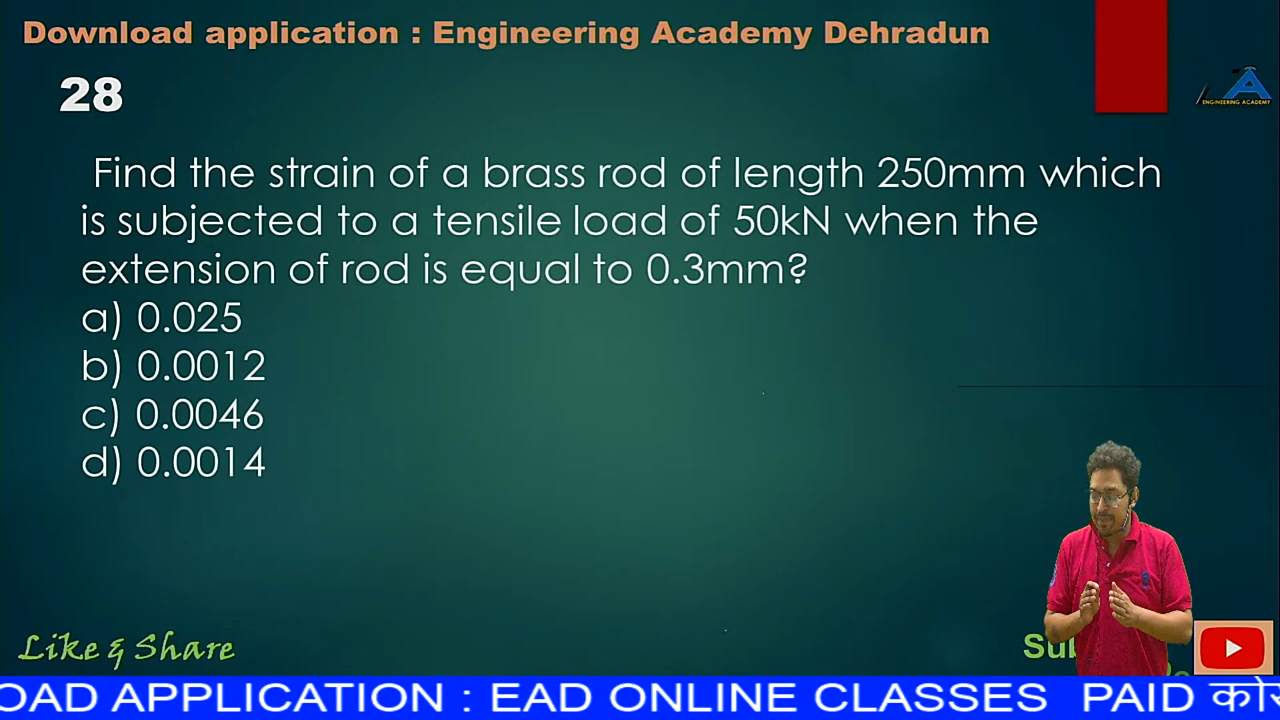 Download application : Engineering Academy Dehradun
28
ENGINEERING ACADEMY
Find the strain of a brass rod of length 250mm which
is subjected to a tensile load of 50kN when the
extension of rod is equal to 0.3mm?
a) 0.025
b) 0.0012
c) 0.0046
d) 0.0014
Like & Share
OAD APPLICATION : EAD ONLINE CLASSES PAID